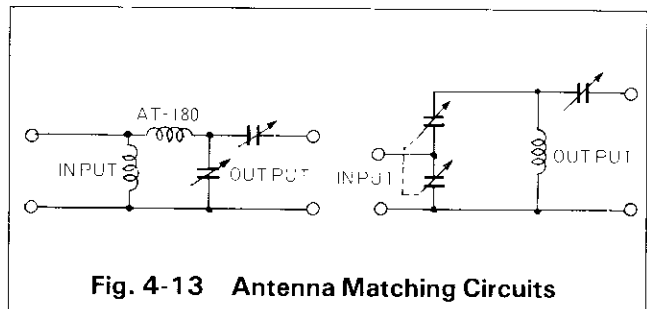 AT-180
INPUT OUTPUT
INPUT OUTPUT
Fig. 4-13 Antenna Matching Circuits